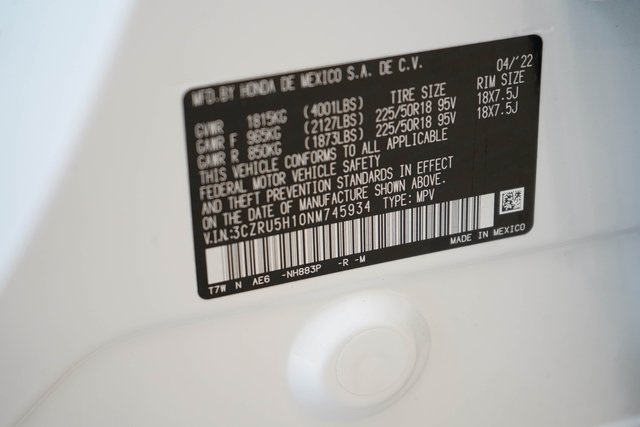 MFD.BY HONDA DE MEXICO S.A. DE C.V. 04/'22
TIRE SIZE RIM SIZE
GVWR 1815KG (4001LBS)
GAWR F 965KG (2127LBS) 225/50R18 95V 18X7.5J
GAWR R 850KG (1873LBS) 225/50R18 95V 18X7.5J
THIS VEHICLE CONFORMS TO ALL APPLICABLE
FEDERAL MOTOR VEHICLE SAFETY
AND THEFT PREVENTION STANDARDS IN EFFECT
ON THE DATE OF MANUFACTURE SHOWN ABOVE.
V.I.N:3CZRU5H10NM745934 TYPE: MPV
T7W N AE6 -NH883P -R -M MADE IN MEXICO